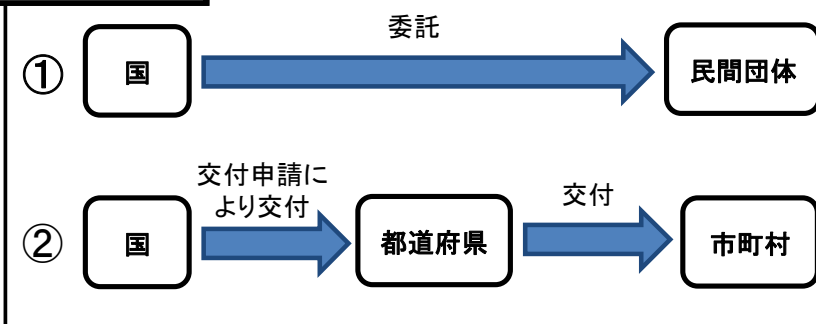 委託
① 国 民間団体
交付申請に
より交付
交付
② 国 都道府県 市町村